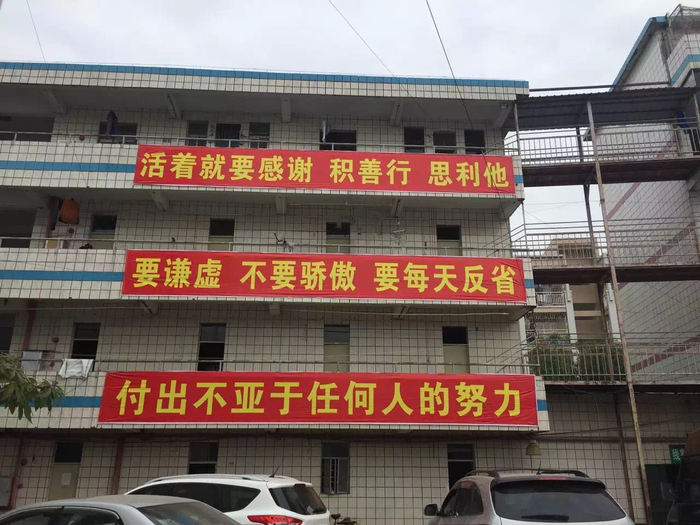 活着就要感谢 积善行 思利他
要谦虚 不要骄傲 要每天反省
付出不亚于任何人的努力